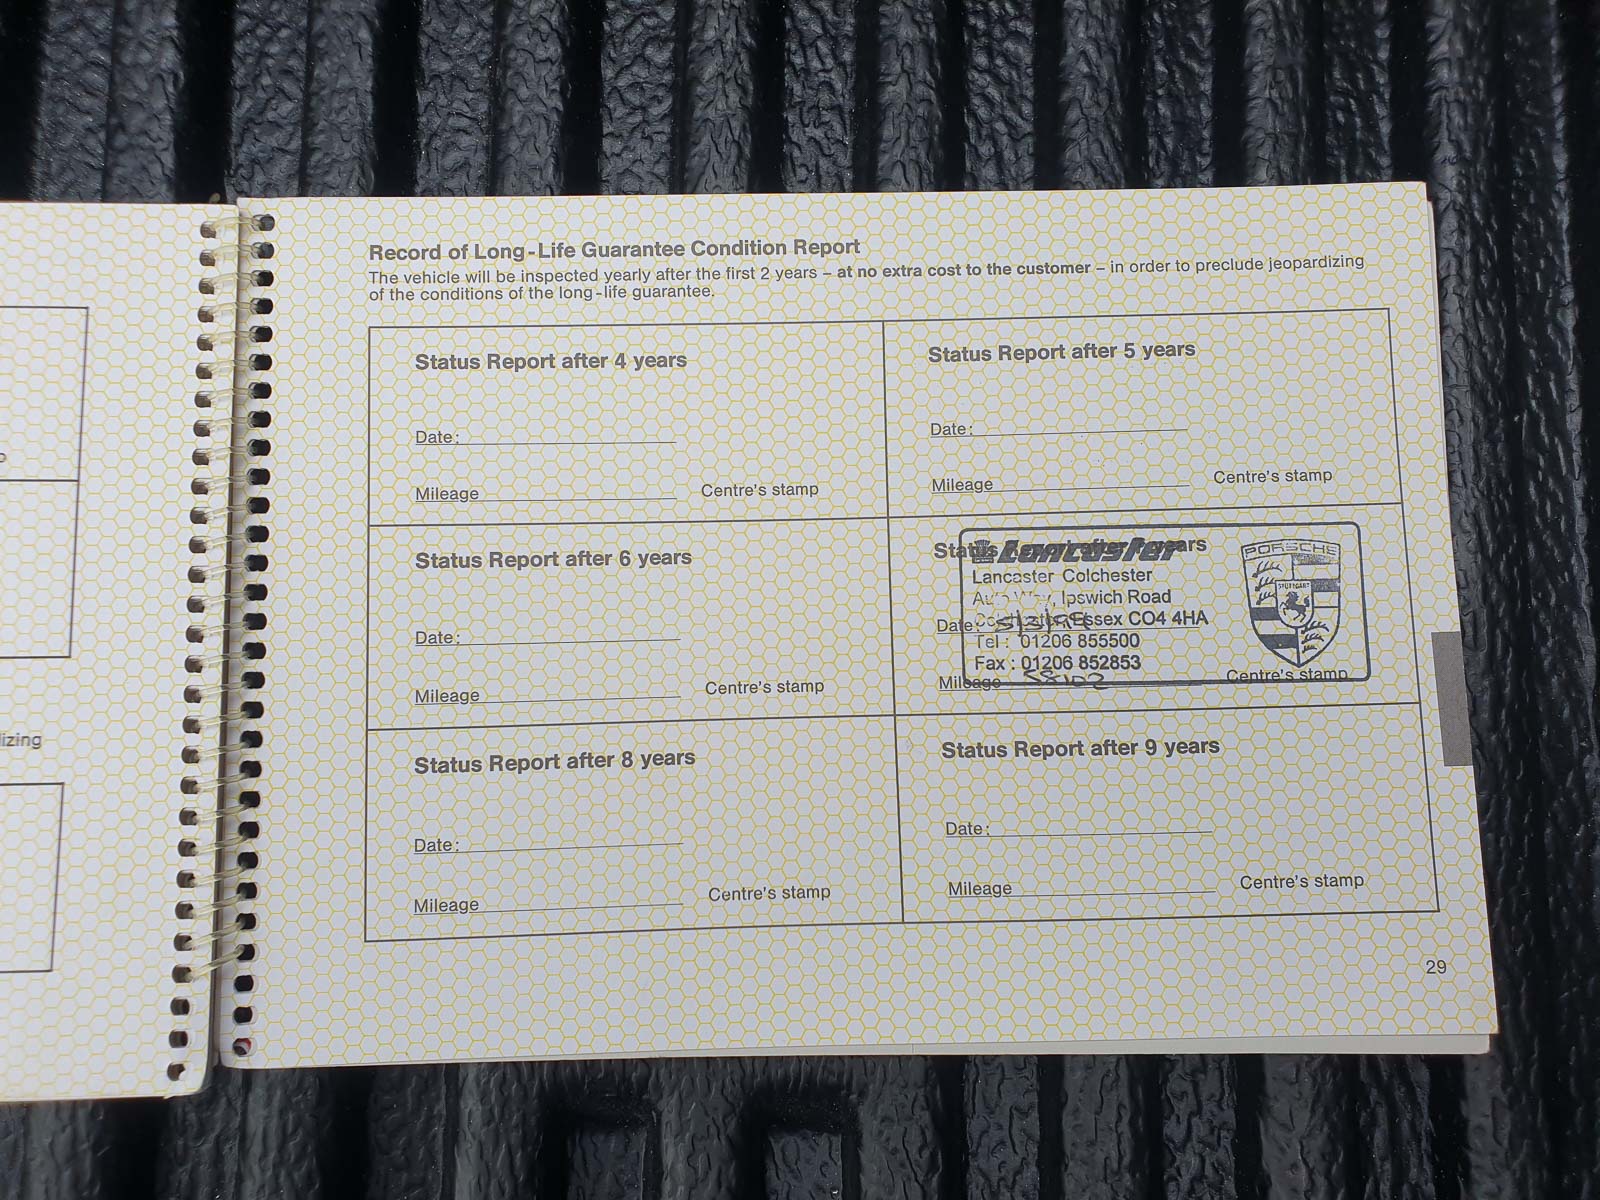 Record of Long-Life Guarantee Condition Report
The vehicle will be inspected yearly after the first 2 years – at no extra cost to the customer – in order to preclude jeopardizing
of the conditions of the long-life guarantee.
Status Report after 4 years
Date:
Mileage
Centre's stamp
Status Report after 5 years
Date:
Mileage
Centre's stamp
Status Report after 6 years
Date:
Mileage
Centre's stamp
Status years
Lancaster
Lancaster Colchester
Ipswich Road
Date Essex CO4 4HA
Tel : 01206 855500
Fax : 01206 852853
Mileage 58102
PORSCHE
STUTTGART
Centre's stamp
Status Report after 8 years
Date:
Mileage
Centre's stamp
Status Report after 9 years
Date:
Mileage
Centre's stamp
29
izing